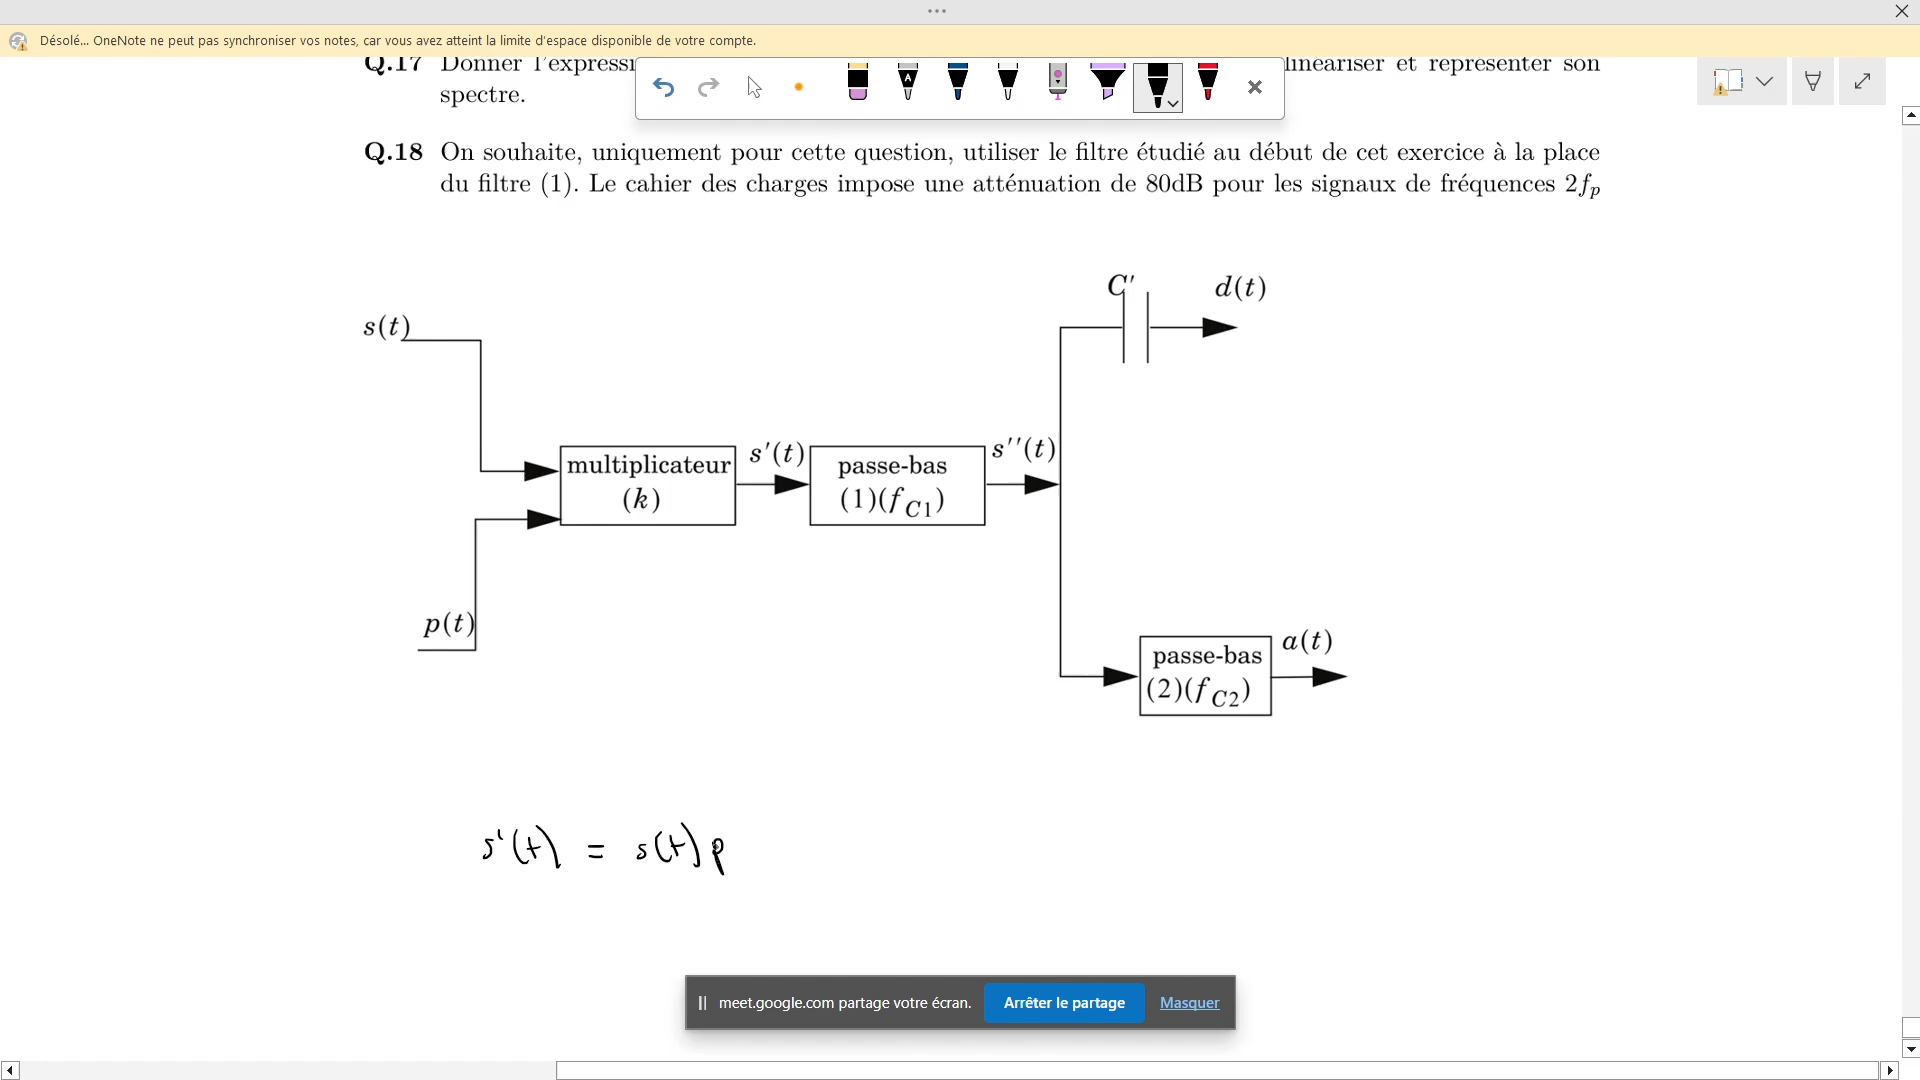 Désolé... OneNote ne peut pas synchroniser vos notes, car vous avez atteint la limite d'espace disponible de votre compte.
Q.17 Donner l'expressi linéariser et représenter son
spectre.
Q.18 On souhaite, uniquement pour cette question, utiliser le filtre étudié au début de cet exercice à la place
du filtre (1). Le cahier des charges impose une atténuation de 80dB pour les signaux de fréquences 2fₚ
C' d(t)
s(t)
multiplicateur
(k)
s'(t)
passe-bas
(1)(f_C1)
s''(t)
p(t)
passe-bas
(2)(f_C2)
a(t)
s'(t) = s(t) p
meet.google.com partage votre écran. Arrêter le partage Masquer